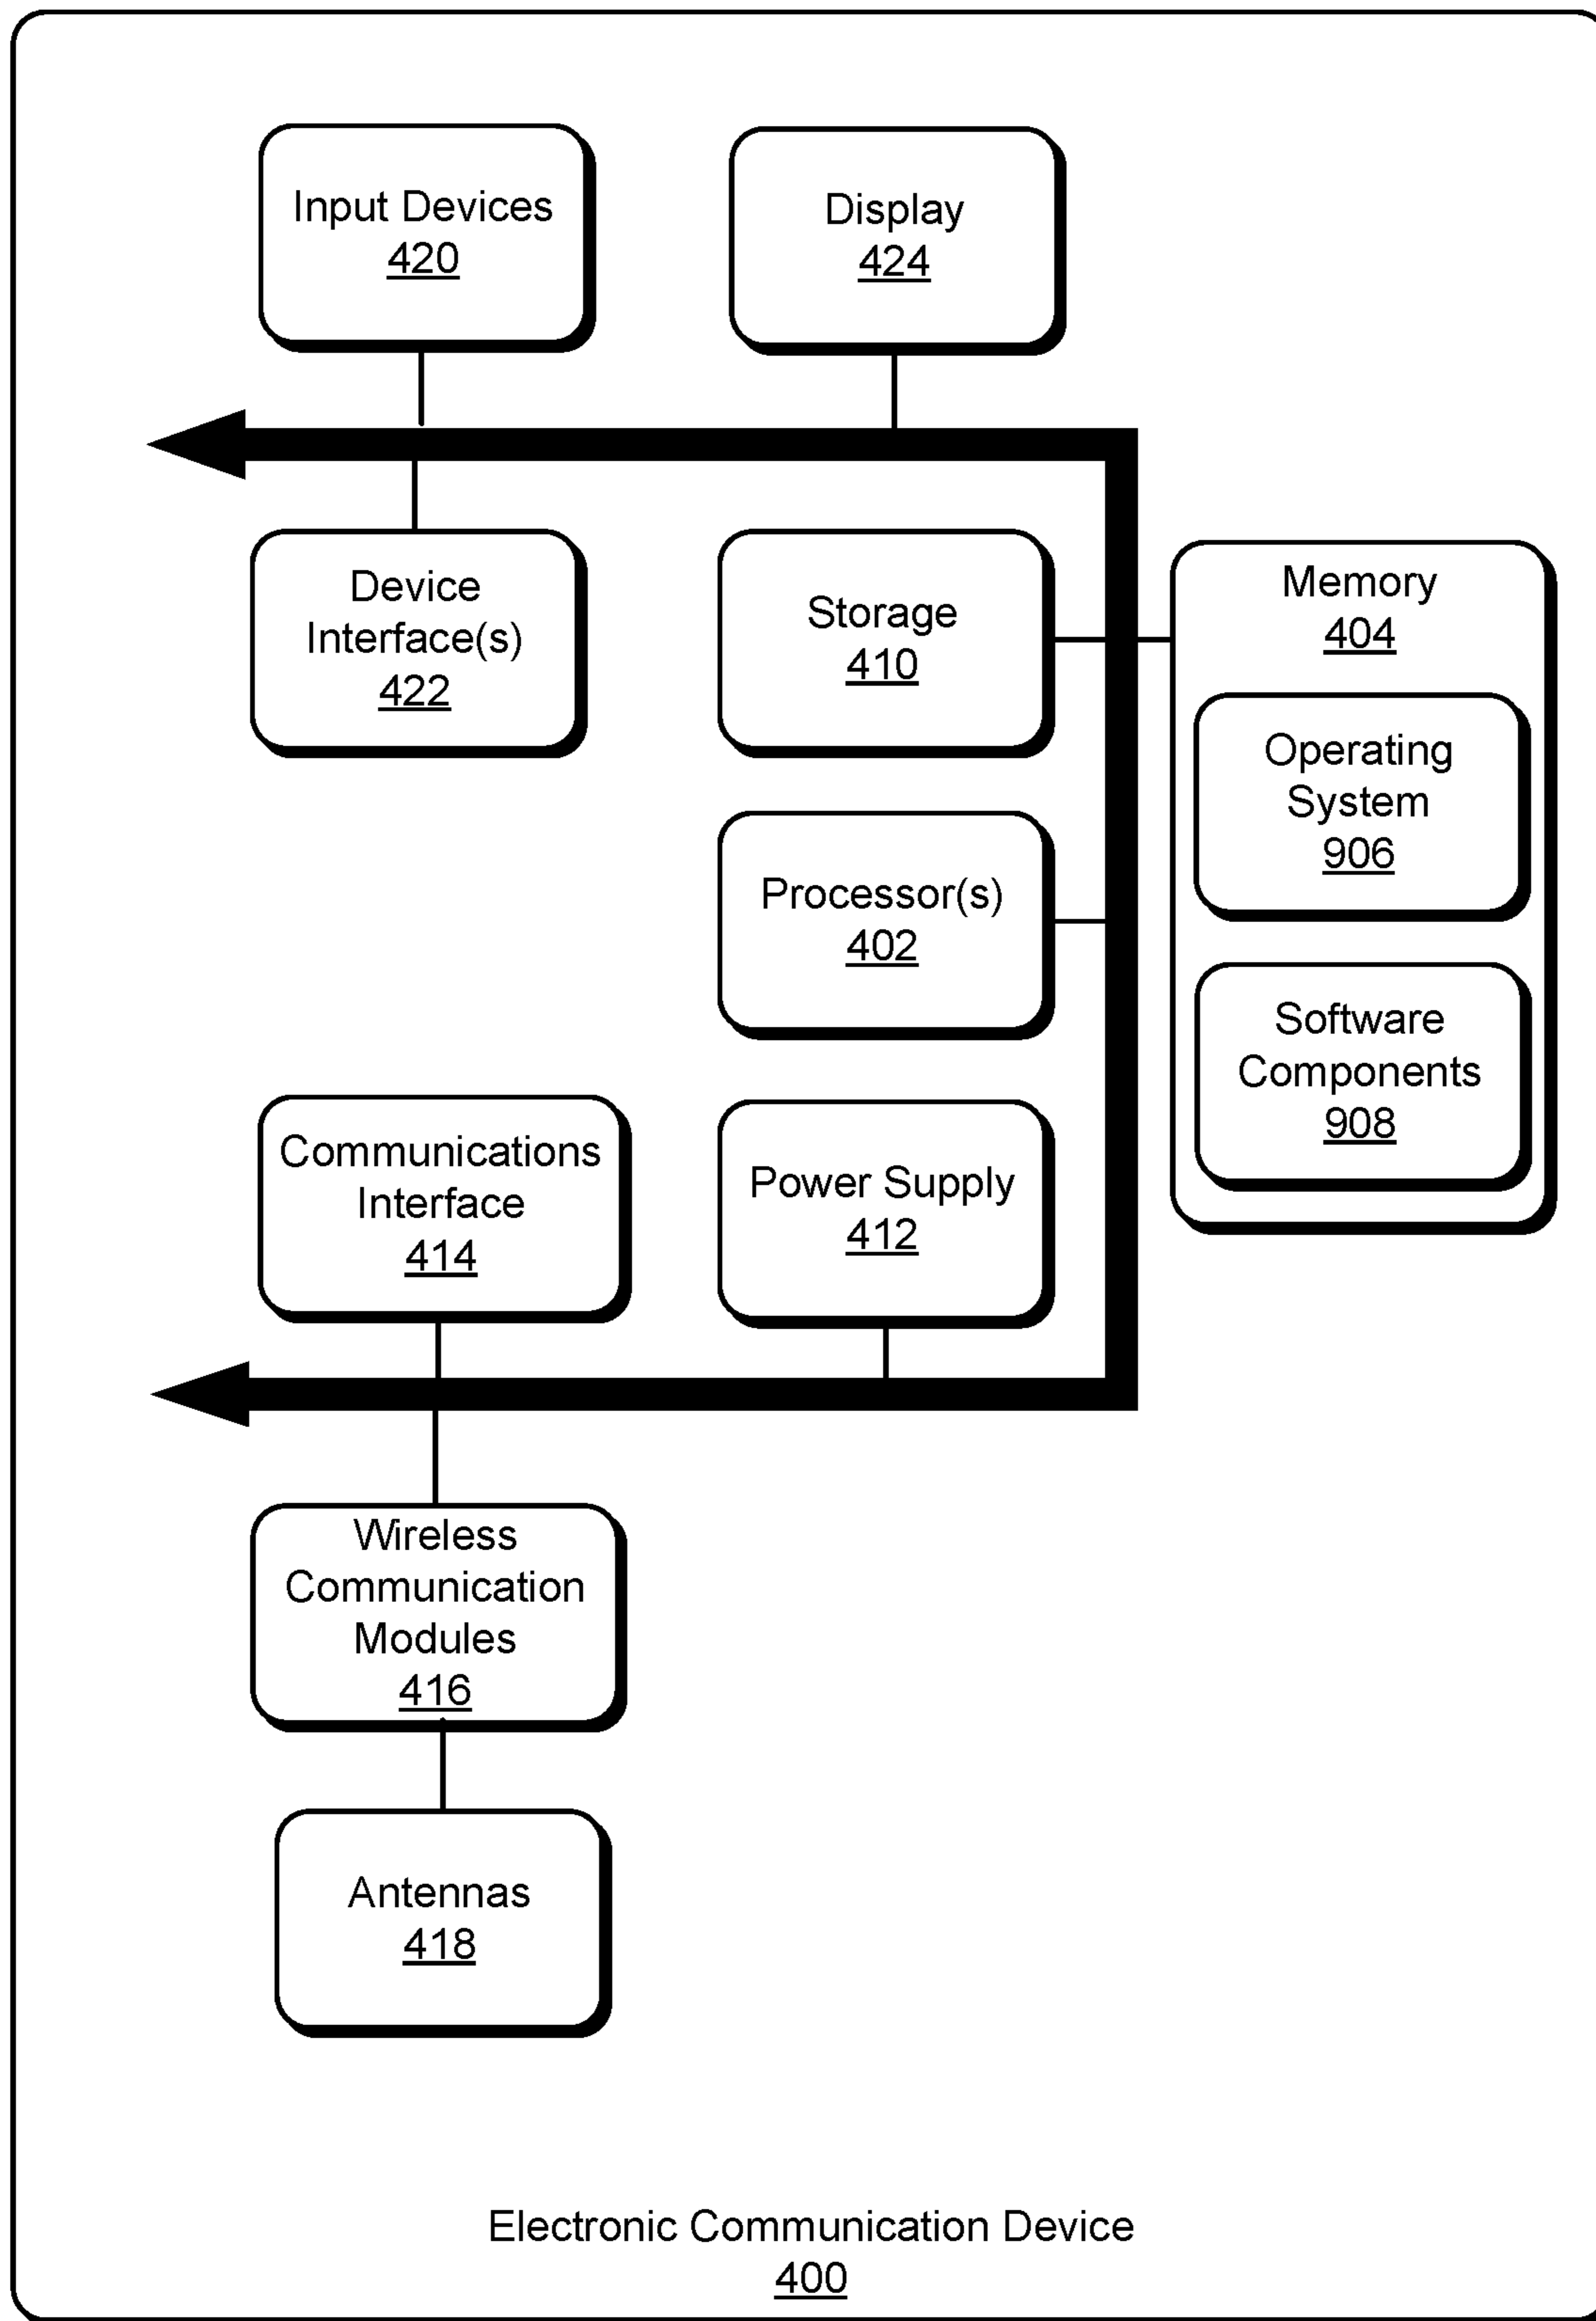 Input Devices
420
Display
424
Device
Interface(s)
422
Storage
410
Memory
404
Operating
System
906
Processor(s)
402
Software
Components
908
Communications
Interface
414
Power Supply
412
Wireless
Communication
Modules
416
Antennas
418
Electronic Communication Device
400